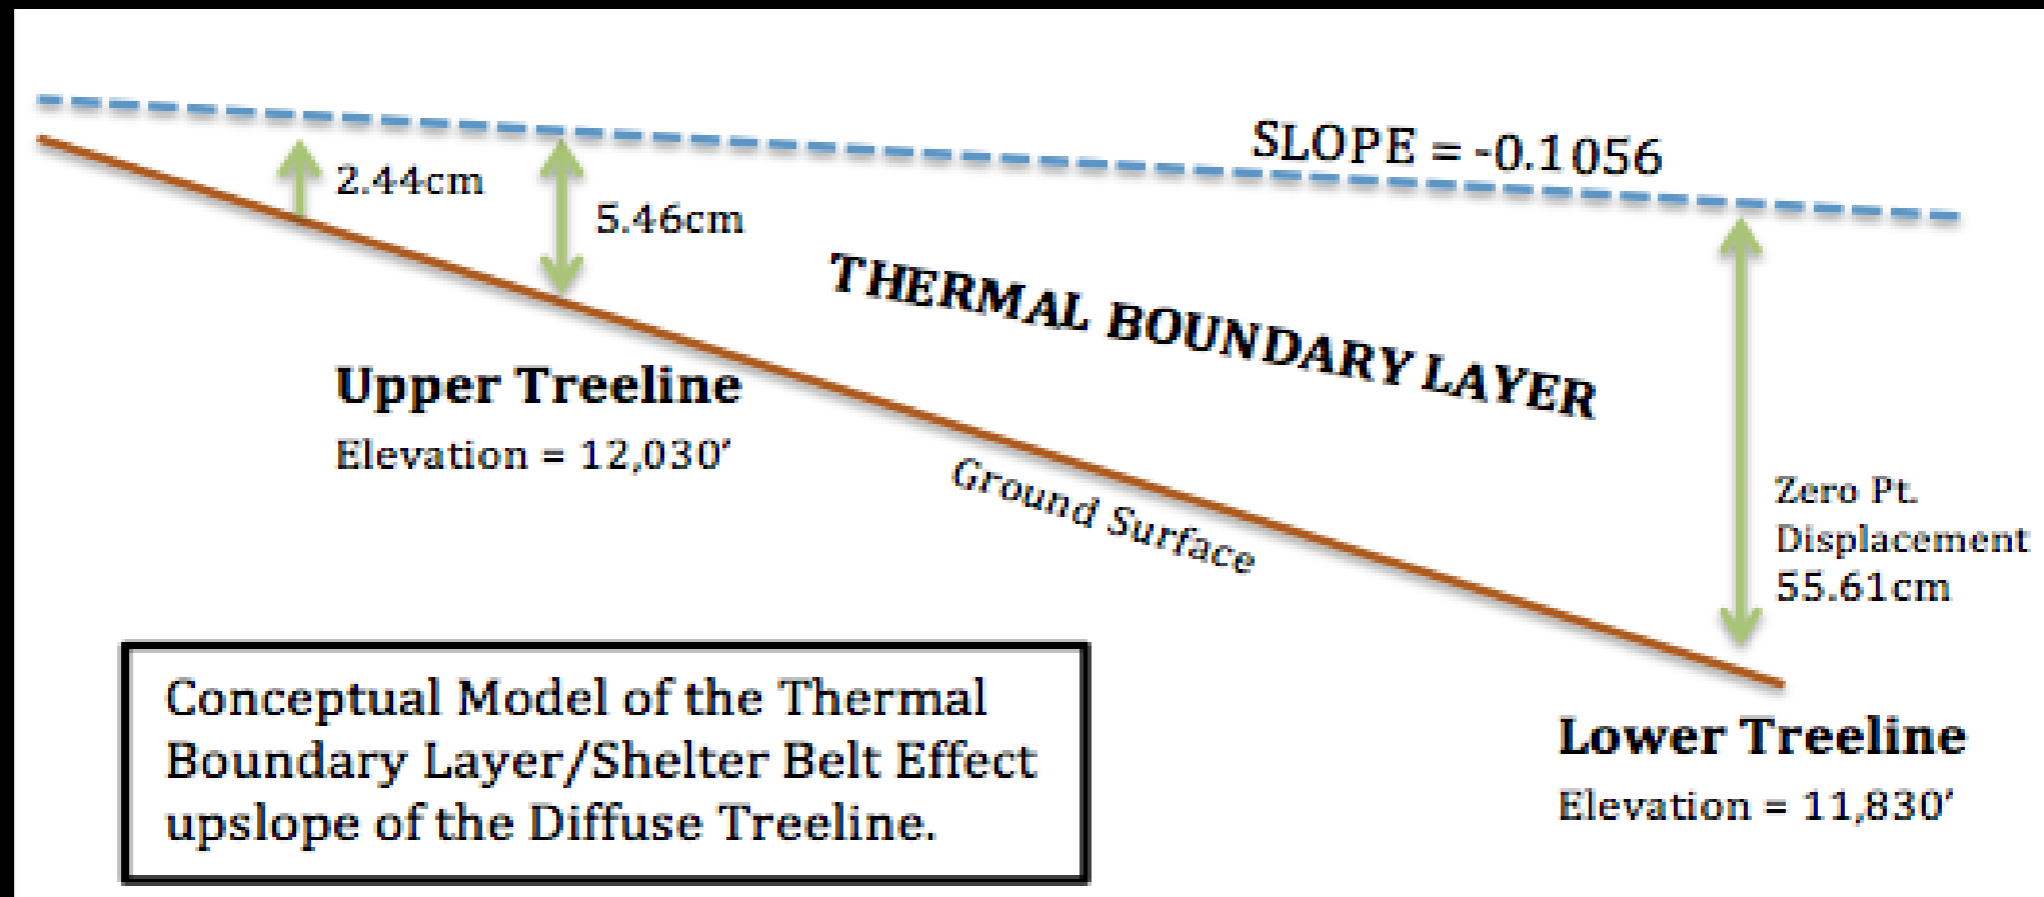 SLOPE = -0.1056
2.44cm
5.46cm
THERMAL BOUNDARY LAYER
Upper Treeline
Elevation = 12,030’
Ground Surface
Zero Pt.
Displacement
55.61cm
Conceptual Model of the Thermal
Boundary Layer/Shelter Belt Effect
upslope of the Diffuse Treeline.
Lower Treeline
Elevation = 11,830’